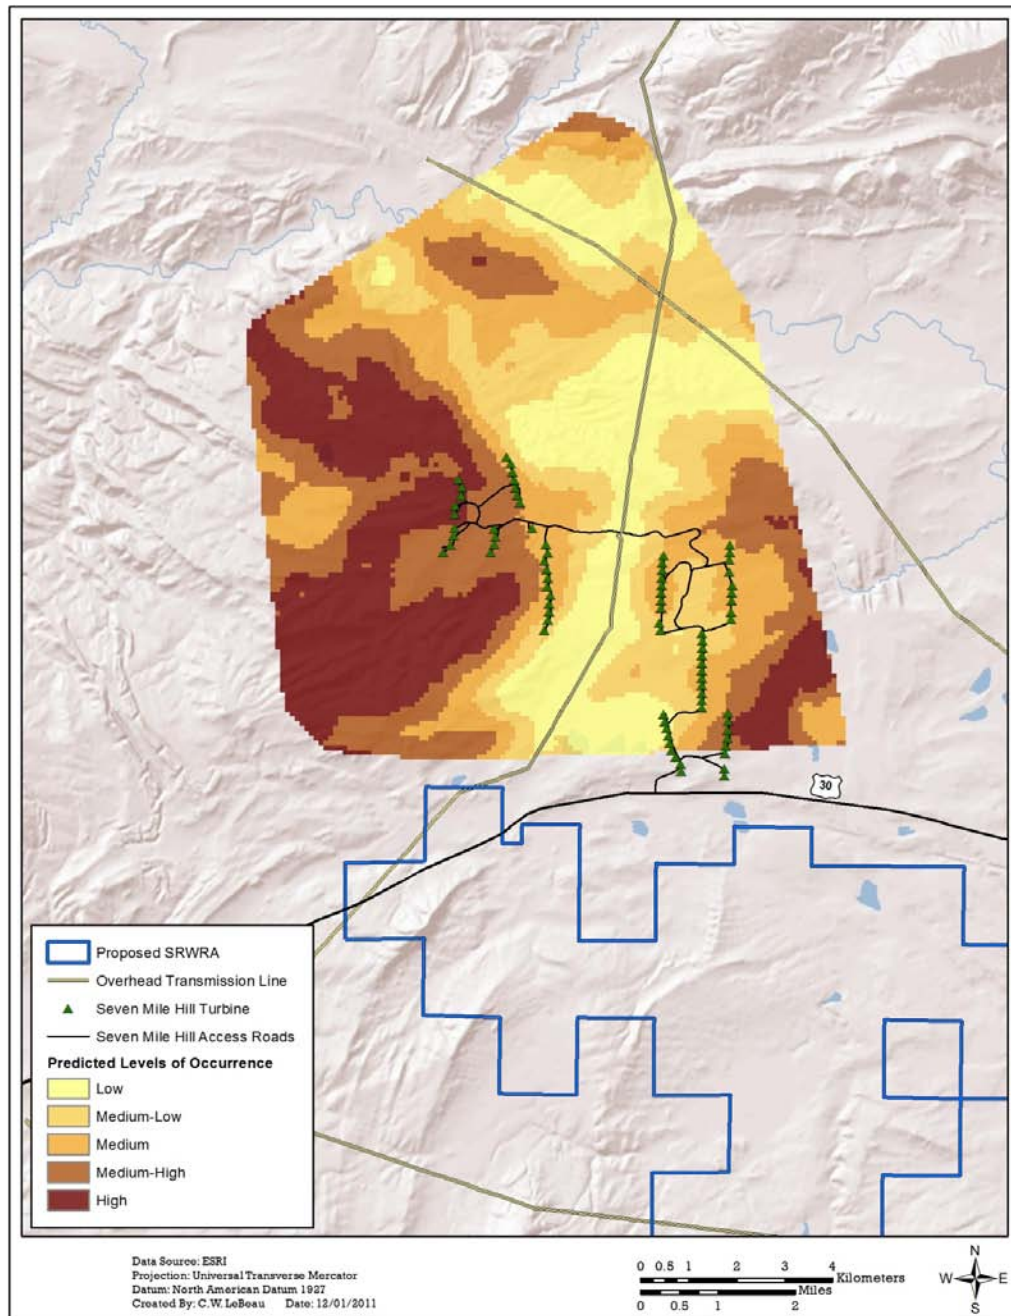 30
Proposed SRWRA
Overhead Transmission Line
Seven Mile Hill Turbine
Seven Mile Hill Access Roads
Predicted Levels of Occurrence
Low
Medium-Low
Medium
Medium-High
High
Data Source: ESRI
Projection: Universal Transverse Mercator
Datum: North American Datum 1927
Created By: C.W. LeBeau Date: 12/01/2011
0 0.5 1 2 3 4
Kilometers
Miles
0 0.5 1 2
N
W E
S